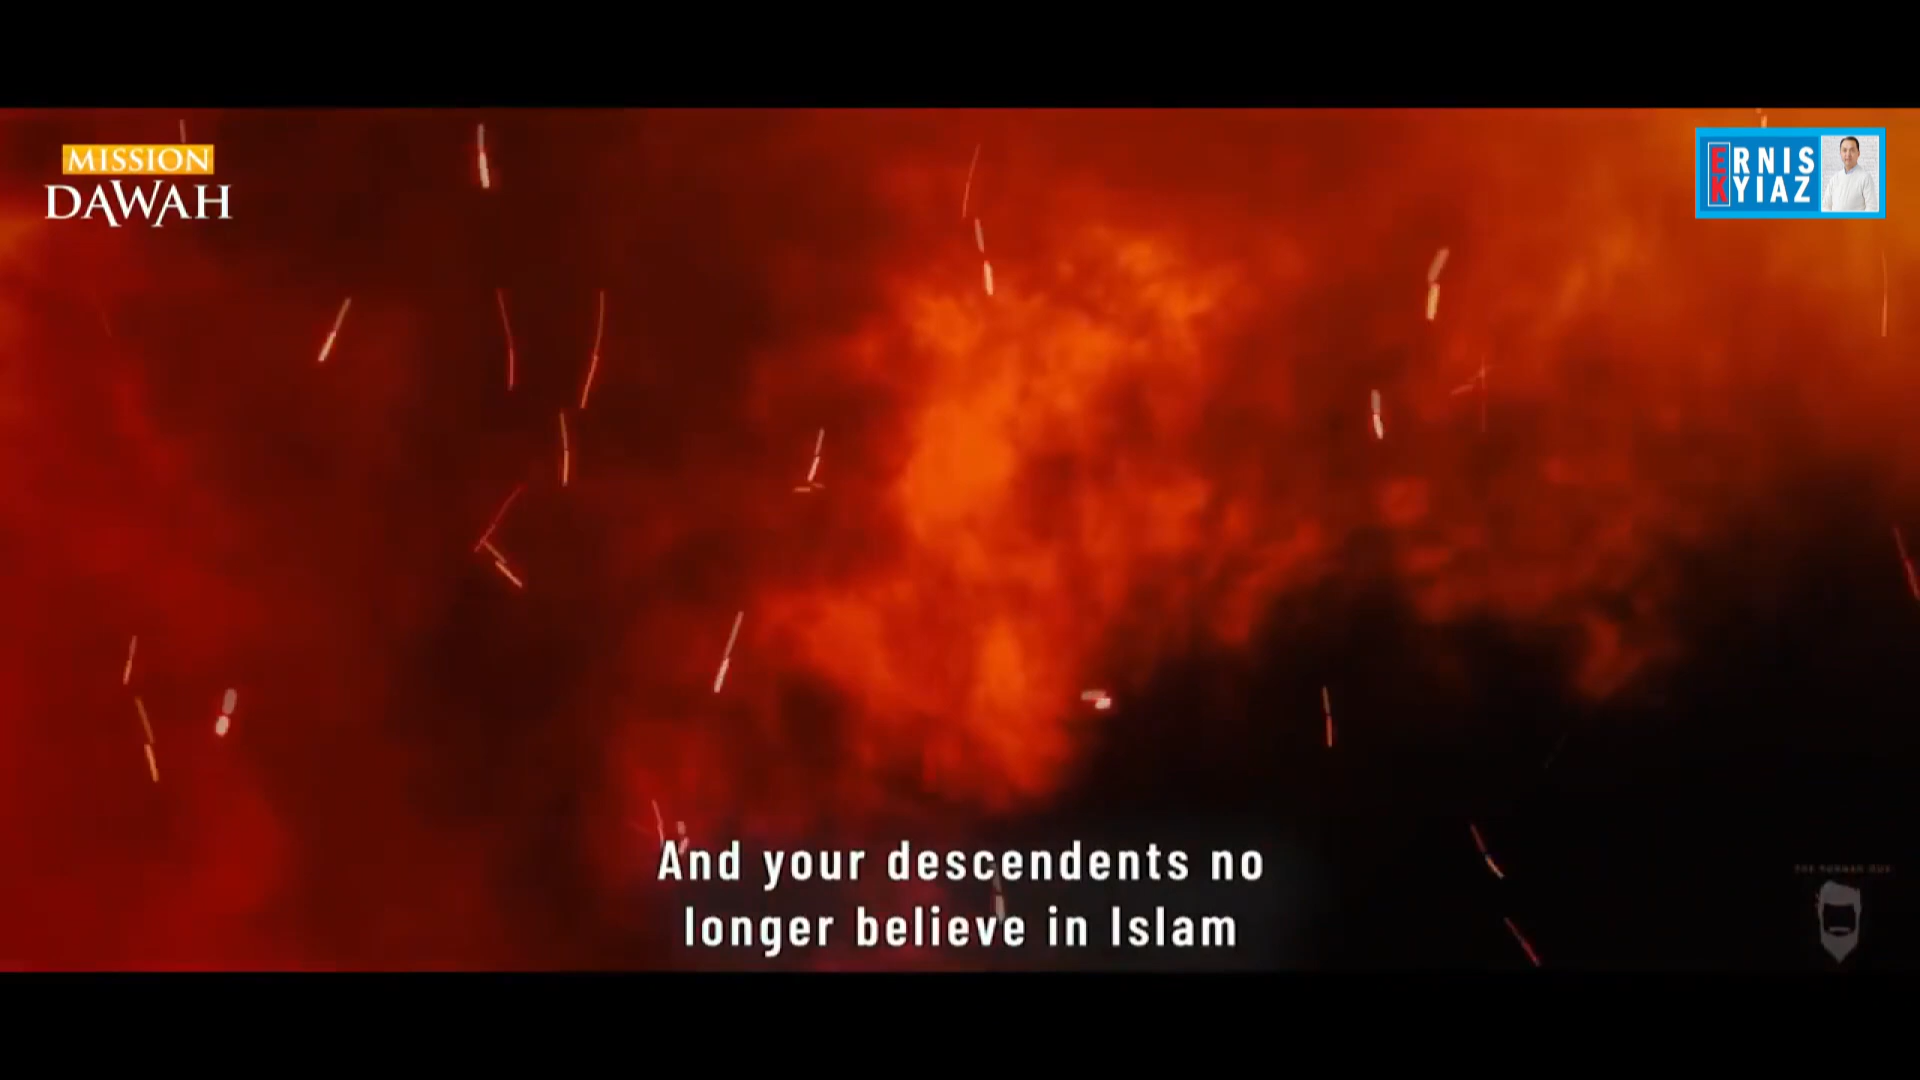 MISSION
DAWAH
ERNIS
KYIAZ
And your descendents no
longer believe in Islam